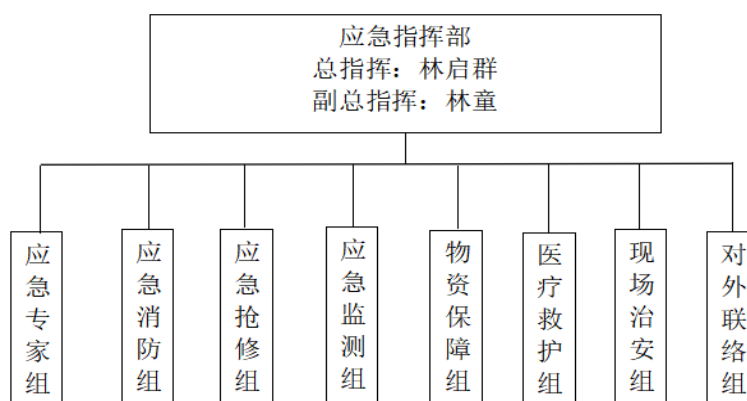 应急指挥部
总指挥：林启群
副总指挥：林童
应急专家组
应急消防组
应急抢修组
应急监测组
物资保障组
医疗救护组
现场治安组
对外联络组